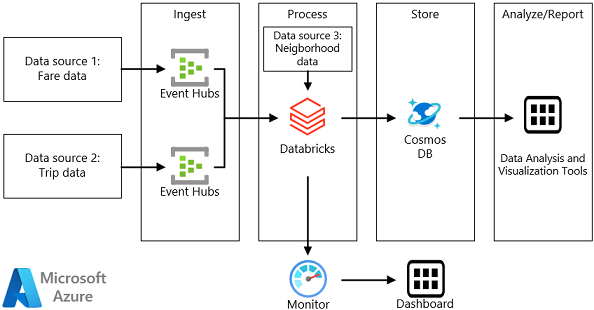 Ingest
Process
Store
Analyze/Report
Data source 1:
Fare data
Event Hubs
Data source 3:
Neigborhood
data
Data source 2:
Trip data
Event Hubs
Databricks
Cosmos
DB
Data Analysis and
Visualization Tools
Microsoft
Azure
Monitor
Dashboard